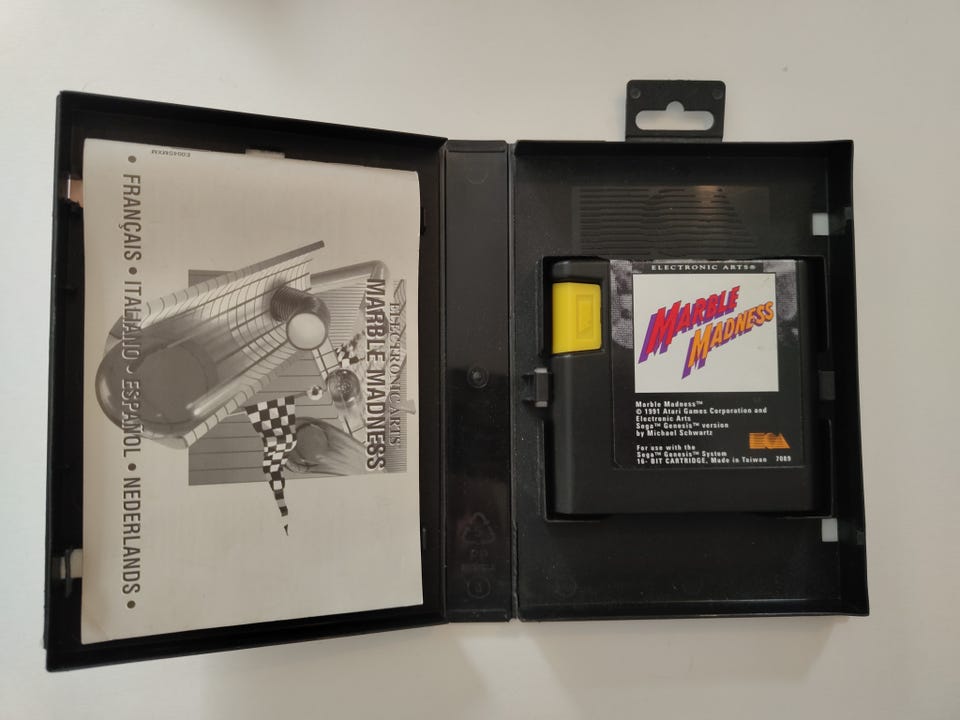 E00456MXM
ELECTRONIC ARTS
MARBLE MADNESS
• FRANÇAIS • ITALIANO • ESPAÑOL • NEDERLANDS •
PP
ELECTRONIC ARTS®
MARBLE
MADNESS
Marble Madness™
© 1991 Atari Games Corporation and
Electronic Arts
Sega™ Genesis™ version
by Michael Schwartz
For use with the
Sega™ Genesis™ System
16- BIT CARTRIDGE, Made in Taiwan 7089
EA